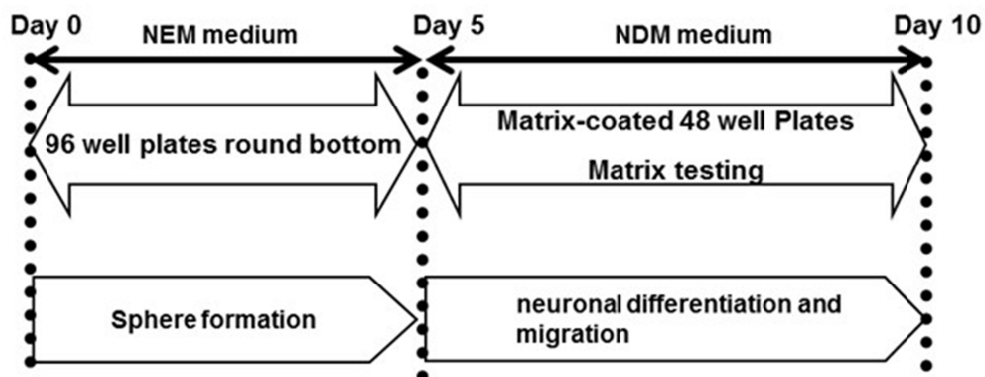 Day 0
NEM medium
Day 5
NDM medium
Day 10
96 well plates round bottom
Matrix-coated 48 well Plates
Matrix testing
Sphere formation
neuronal differentiation and
migration